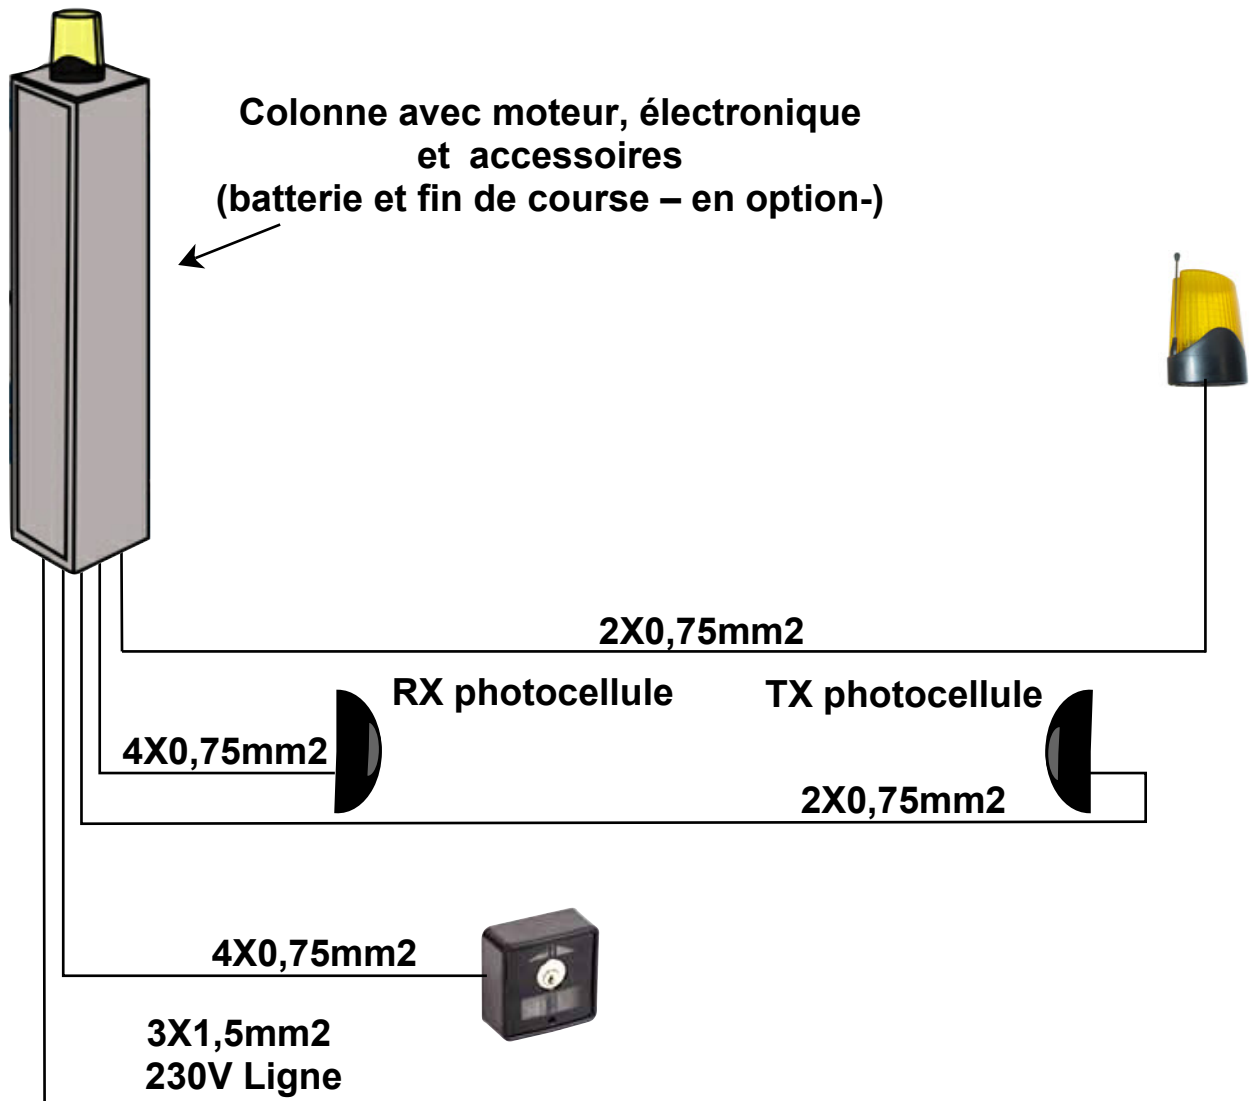 Colonne avec moteur, électronique
et accessoires
(batterie et fin de course – en option-)
2X0,75mm2
RX photocellule
TX photocellule
4X0,75mm2
2X0,75mm2
4X0,75mm2
3X1,5mm2
230V Ligne